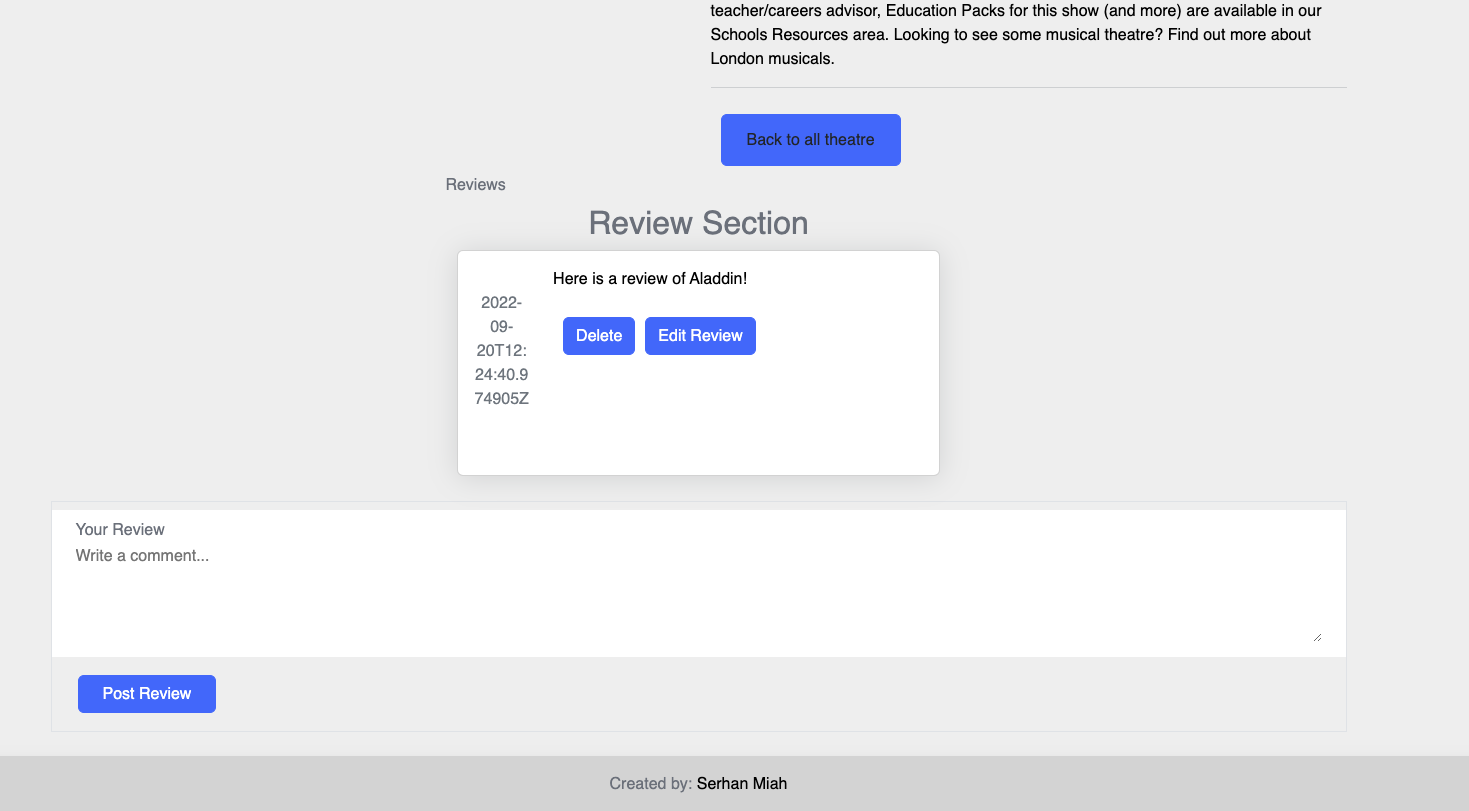 teacher/careers advisor, Education Packs for this show (and more) are available in our
Schools Resources area. Looking to see some musical theatre? Find out more about
London musicals.
Back to all theatre
Reviews
Review Section
Here is a review of Aladdin!
2022-
09-
20T12:
24:40.9
74905Z
Delete
Edit Review
Your Review
Write a comment...
Post Review
Created by: Serhan Miah